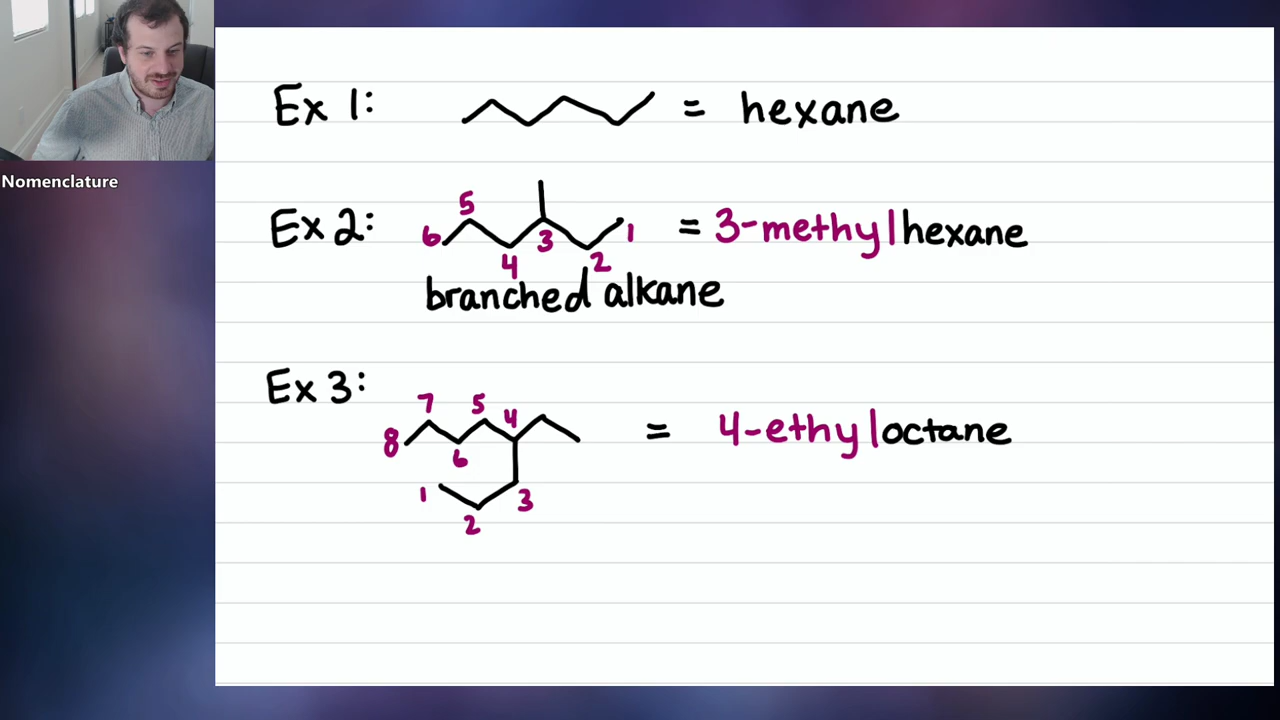 Nomenclature
Ex 1: = hexane
Ex 2: 6 5 4 3 2 1 = 3-methylhexane
branched alkane
Ex 3:
8 7 6 5 4 3 2 1 = 4-ethyloctane